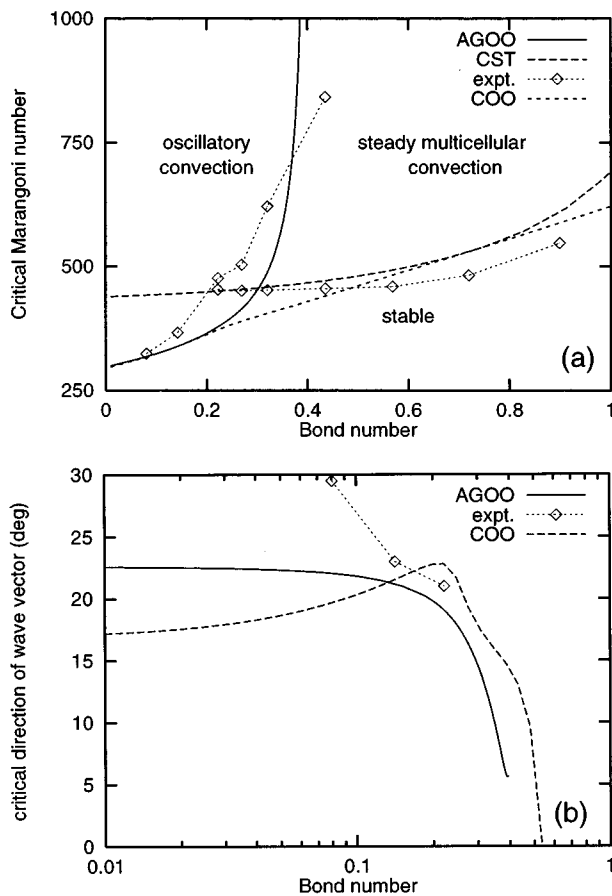 1000
750
500
250
Critical Marangoni number
AGOO
CST
expt.
COO
oscillatory
convection
steady multicellular
convection
stable
(a)
0 0.2 0.4 0.6 0.8 1
Bond number
30
25
20
15
10
5
0
critical direction of wave vector (deg)
AGOO
expt.
COO
(b)
0.01 0.1 1
Bond number